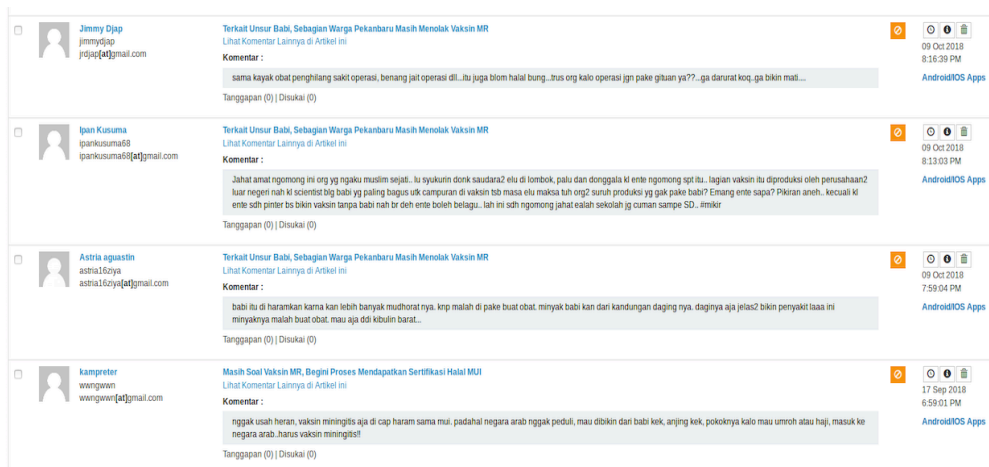 Jimmy Djap
jimmydjap
jrdjap[at]gmail.com
Terkait Unsur Babi, Sebagian Warga Pekanbaru Masih Menolak Vaksin MR
Lihat Komentar Lainnya di Artikel ini
Komentar :
sama kayak obat penghilang sakit operasi, benang jait operasi dll...itu juga blom halal bung...trus org kalo operasi jgn pake gituan ya??...ga darurat koq..ga bikin mati....
Tanggapan (0) | Disukai (0)
09 Oct 2018
8:16:39 PM
Android/IOS Apps
Ipan Kusuma
ipankusuma68
ipankusuma68[at]gmail.com
Terkait Unsur Babi, Sebagian Warga Pekanbaru Masih Menolak Vaksin MR
Lihat Komentar Lainnya di Artikel ini
Komentar :
Jahat amat ngomong ini org yg ngaku muslim sejati.. lu syukurin donk saudara2 elu di lombok, palu dan donggala kl ente ngomong spt itu.. lagian vaksin itu diproduksi oleh perusahaan2
luar negeri nah kl scientist blg babi yg paling bagus utk campuran di vaksin tsb masa elu maksa tuh org2 suruh produksi yg gak pake babi? Emang ente sapa? Pikiran aneh.. kecuali kl
ente sdh pinter bs bikin vaksin tanpa babi nah br deh ente boleh belagu.. lah ini sdh ngomong jahat ealah sekolah jg cuman sampe SD.. #mikir
Tanggapan (0) | Disukai (0)
09 Oct 2018
8:13:03 PM
Android/IOS Apps
Astria aguastin
astria16ziya
astria16ziya[at]gmail.com
Terkait Unsur Babi, Sebagian Warga Pekanbaru Masih Menolak Vaksin MR
Lihat Komentar Lainnya di Artikel ini
Komentar :
babi itu di haramkan karna kan lebih banyak mudhorat nya. knp malah di pake buat obat. minyak babi kan dari kandungan daging nya. daginya aja jelas2 bikin penyakit laaa ini
minyaknya malah buat obat. mau aja ddi kibulin barat...
Tanggapan (0) | Disukai (0)
09 Oct 2018
7:59:04 PM
Android/IOS Apps
kampreter
wwngwwn
wwngwwn[at]gmail.com
Masih Soal Vaksin MR, Begini Proses Mendapatkan Sertifikasi Halal MUI
Lihat Komentar Lainnya di Artikel ini
Komentar :
nggak usah heran, vaksin miningitis aja di cap haram sama mui. padahal negara arab nggak peduli, mau dibikin dari babi kek, anjing kek, pokoknya kalo mau umroh atau haji, masuk ke
negara arab..harus vaksin miningitis!!
Tanggapan (0) | Disukai (0)
17 Sep 2018
6:59:01 PM
Android/IOS Apps